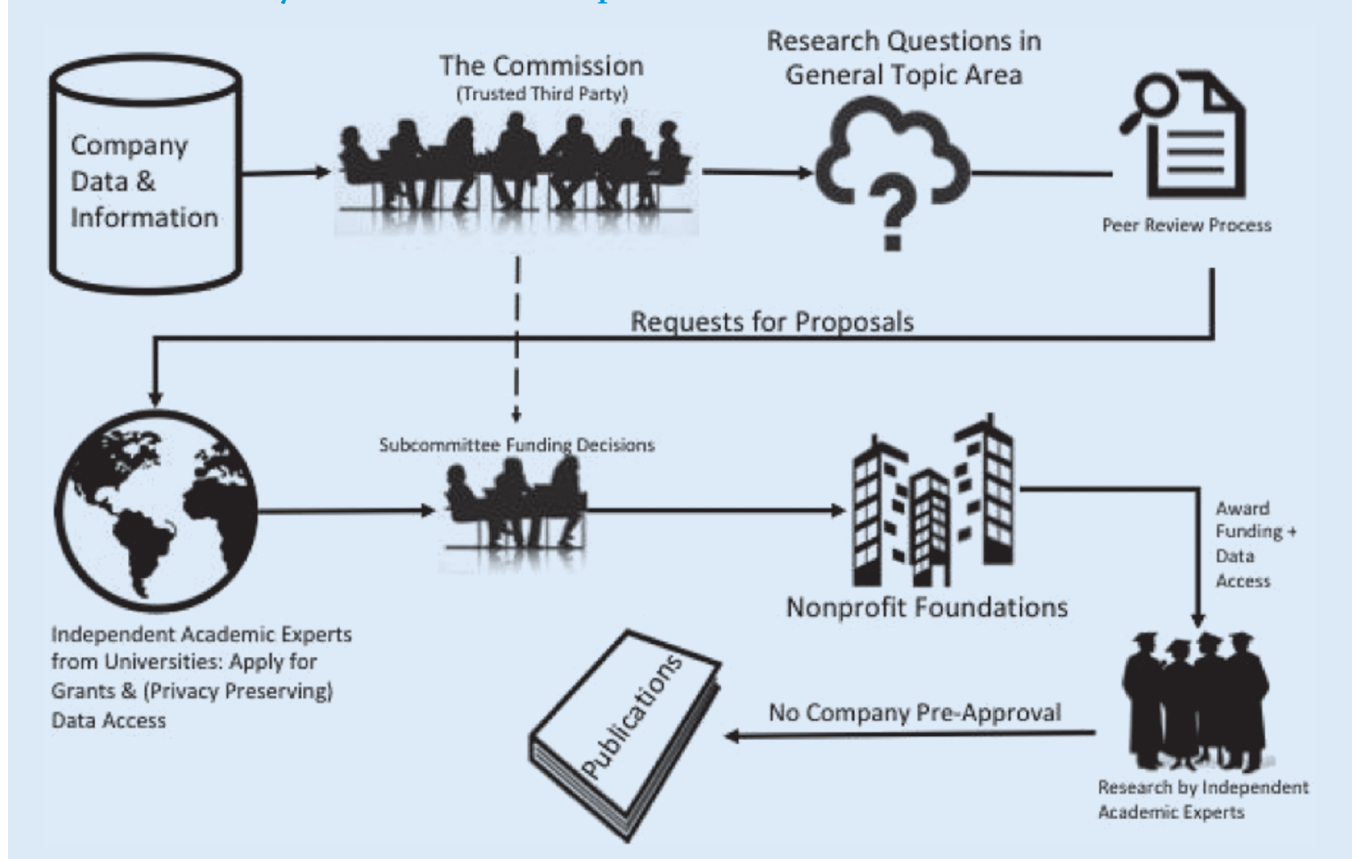 The Commission
(Trusted Third Party)
Research Questions in
General Topic Area
Company
Data &
Information
Peer Review Process
Requests for Proposals
Subcommittee Funding Decisions
Award
Funding +
Data
Access
Nonprofit Foundations
Independent Academic Experts
from Universities: Apply for
Grants & (Privacy Preserving)
Data Access
Publications
No Company Pre-Approval
Research by Independent
Academic Experts